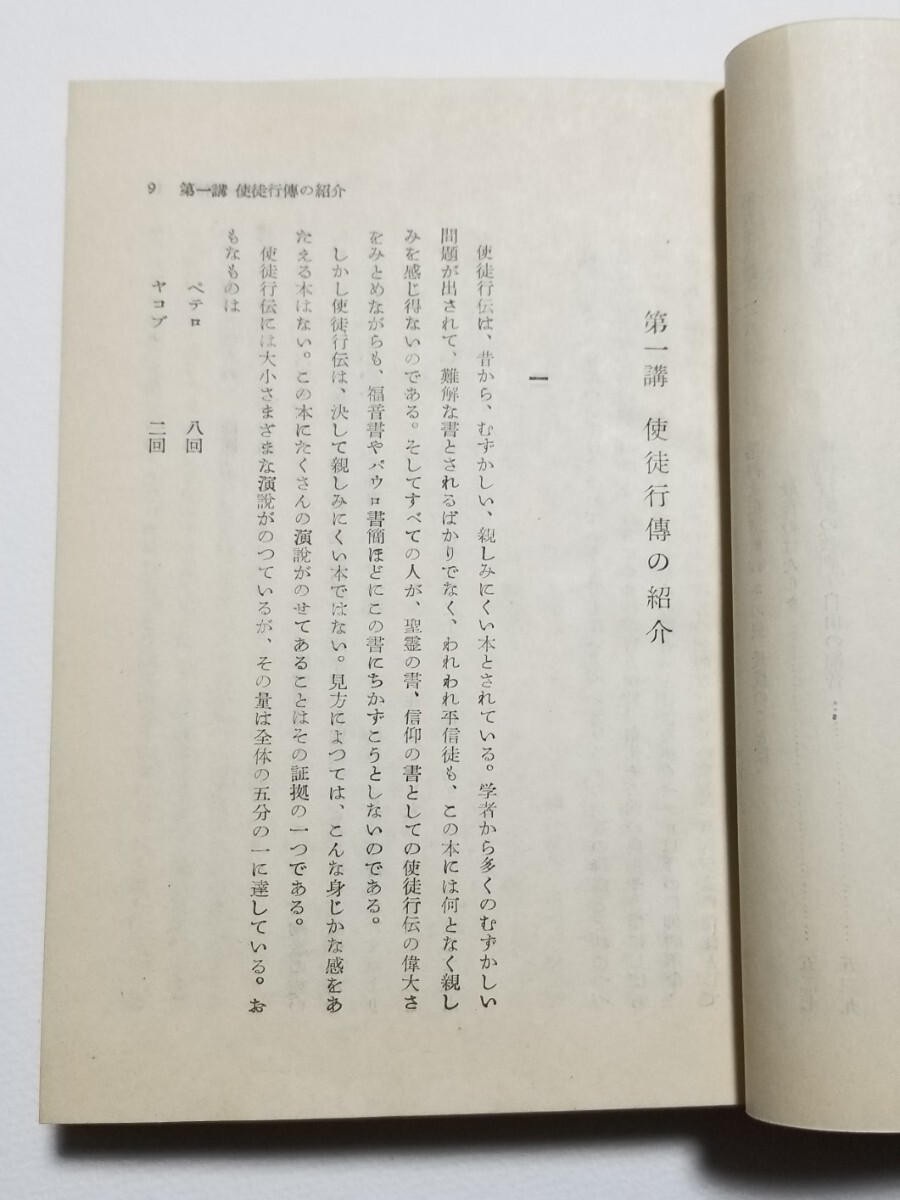 9 第一講 使徒行傳の紹介
第一講 使徒行傳の紹介
一
使徒行伝は、昔から、むずかしい、親しみにくい本とされている。学者から多くのむずかしい
問題が出されて、難解な書とされるばかりでなく、われわれ平信徒も、この本には何となく親し
みを感じ得ないのである。そしてすべての人が、聖霊の書、信仰の書としての使徒行伝の偉大さ
をみとめながらも、福音書やパウロ書簡ほどにこの書にちかずこうとしないのである。
しかし使徒行伝は、決して親しみにくい本ではない。見方によつては、こんな身じかな感をあ
たえる本はない。この本にたくさんの演説がのせてあることはその証拠の一つである。
使徒行伝には大小さまざまな演説がのつているが、その量は全体の五分の一に達している。お
もなものは
ペテロ 八回
ヤコブ 二回